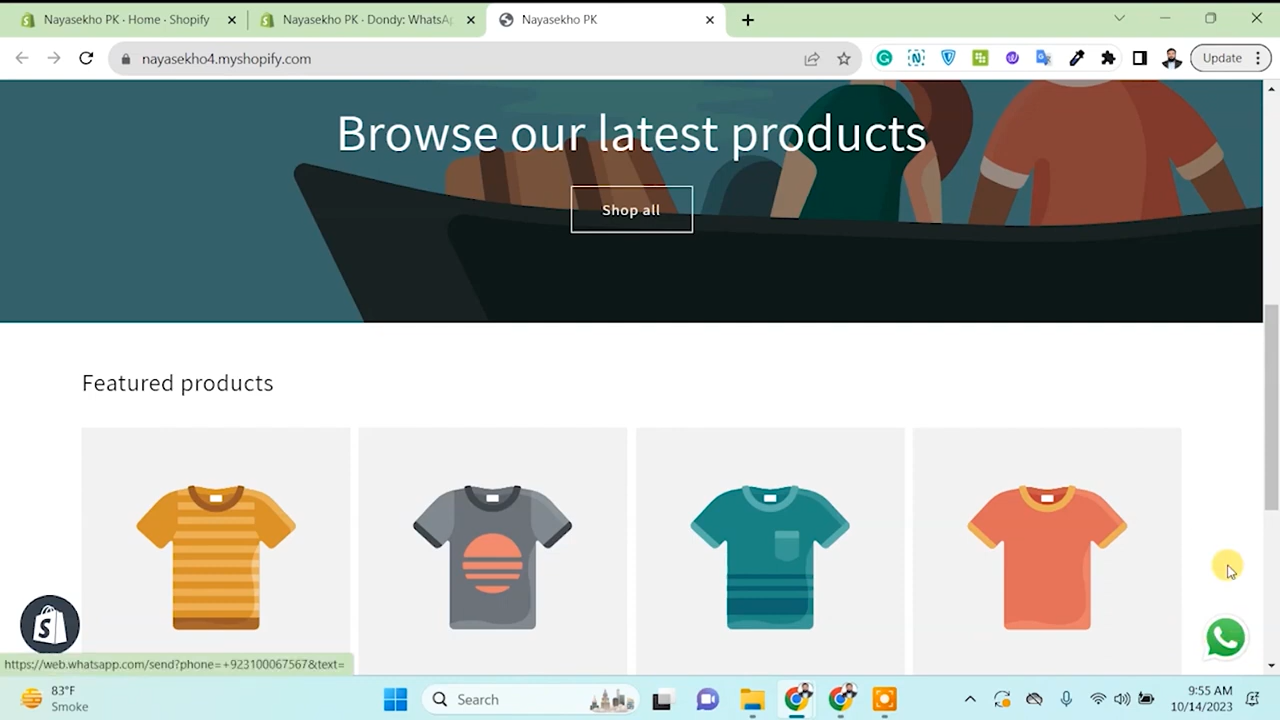 Nayasekho PK · Home · Shopify
Nayasekho PK · Dondy: WhatsA
Nayasekho PK
nayasekho4.myshopify.com
Update
Browse our latest products
Shop all
Featured products
https://web.whatsapp.com/send?phone=+923100067567&text=
83°F
Smoke
Search
9:55 AM
10/14/2023